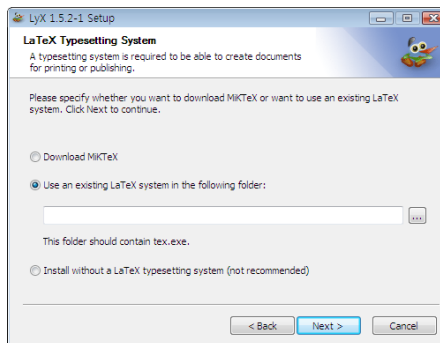 LyX 1.5.2-1 Setup
LaTeX Typesetting System
A typesetting system is required to be able to create documents
for printing or publishing.
Please specify whether you want to download MiKTeX or want to use an existing LaTeX
system. Click Next to continue.
Download MiKTeX
Use an existing LaTeX system in the following folder:
...
This folder should contain tex.exe.
Install without a LaTeX typesetting system (not recommended)
< Back Next > Cancel